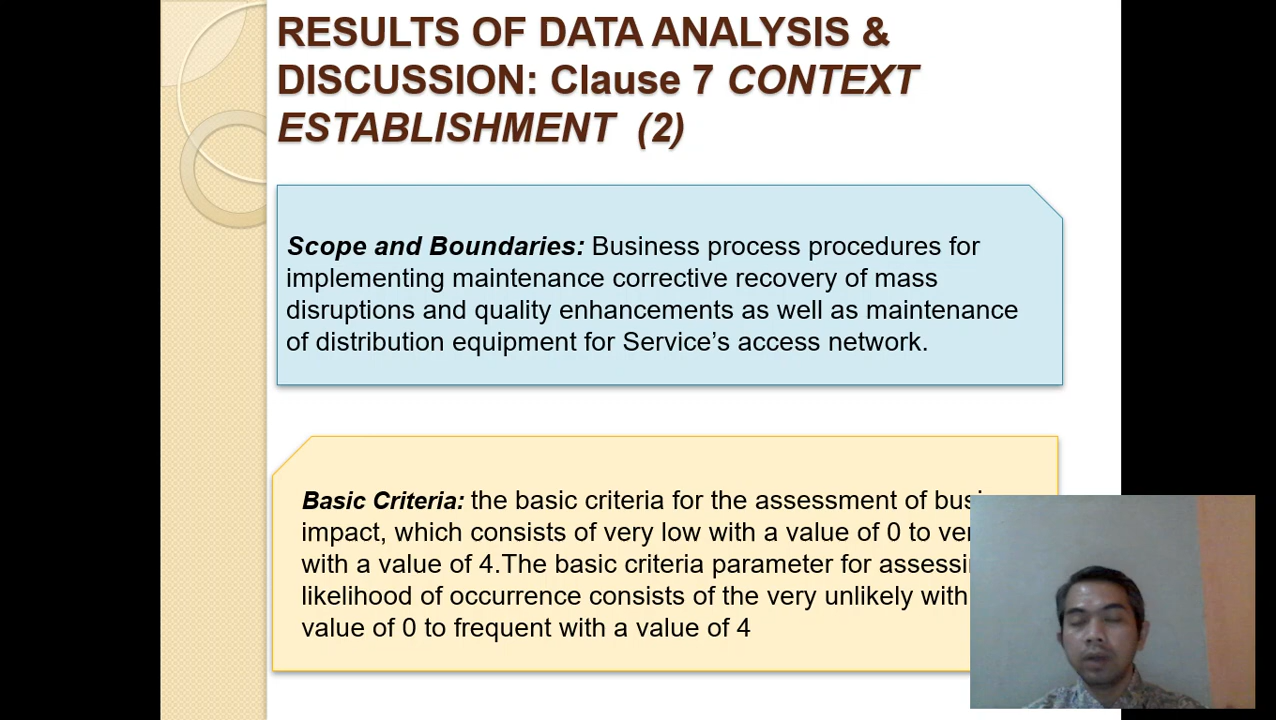 RESULTS OF DATA ANALYSIS &
DISCUSSION: Clause 7 CONTEXT
ESTABLISHMENT (2)
Scope and Boundaries: Business process procedures for
implementing maintenance corrective recovery of mass
disruptions and quality enhancements as well as maintenance
of distribution equipment for Service’s access network.
Basic Criteria: the basic criteria for the assessment of
impact, which consists of very low with a value of 0 to
with a value of 4.The basic criteria parameter for
likelihood of occurrence consists of the very unlikely with
value of 0 to frequent with a value of 4